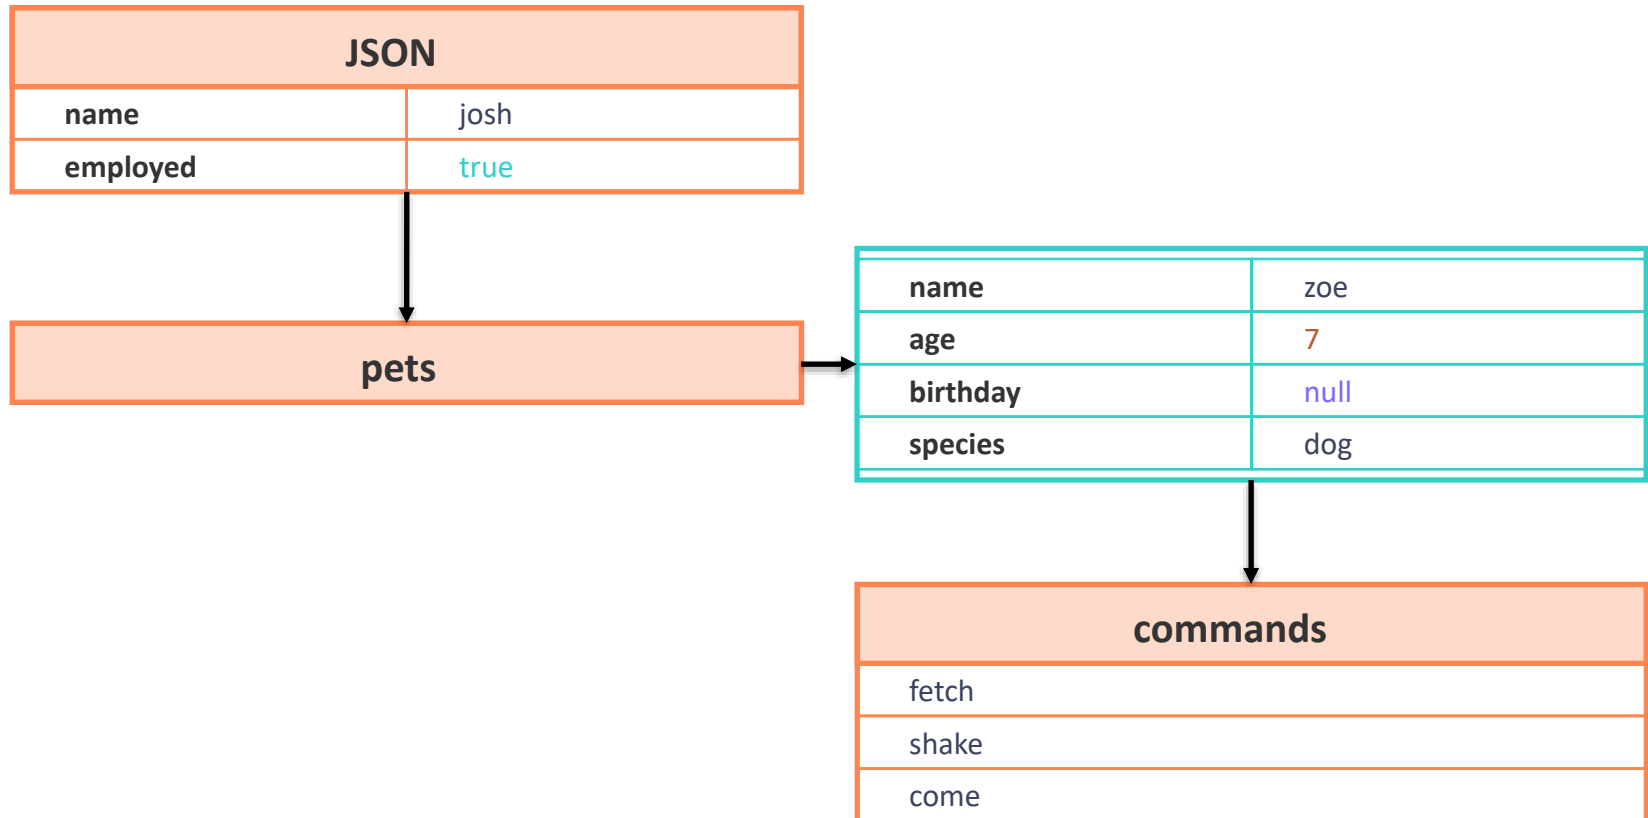 JSON
name josh
employed true
pets
name zoe
age 7
birthday null
species dog
commands
fetch
shake
come